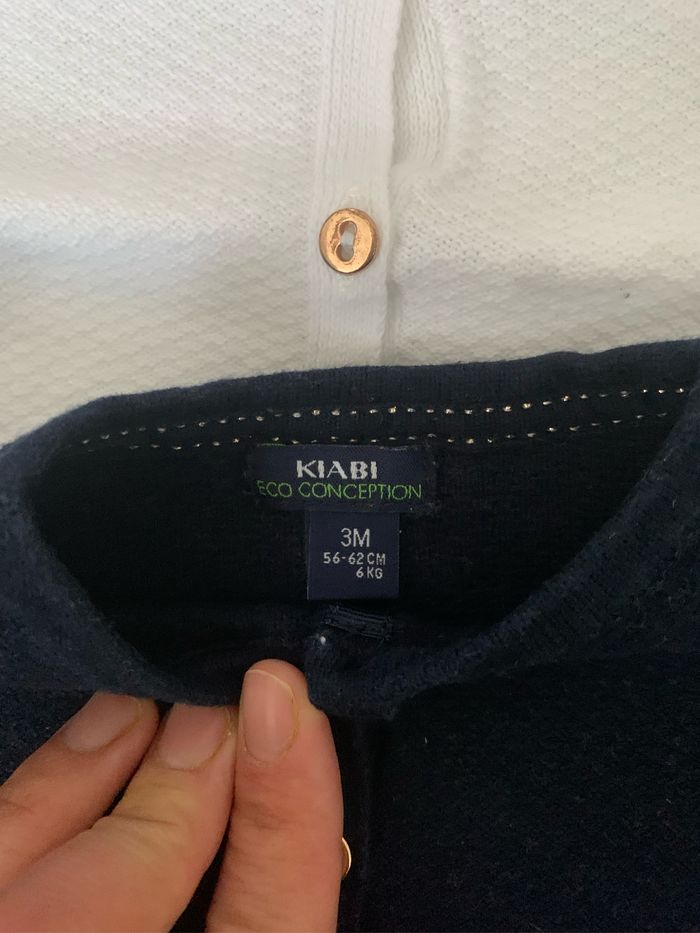 KIABI
ECO CONCEPTION
3M
56-62 CM
6 KG